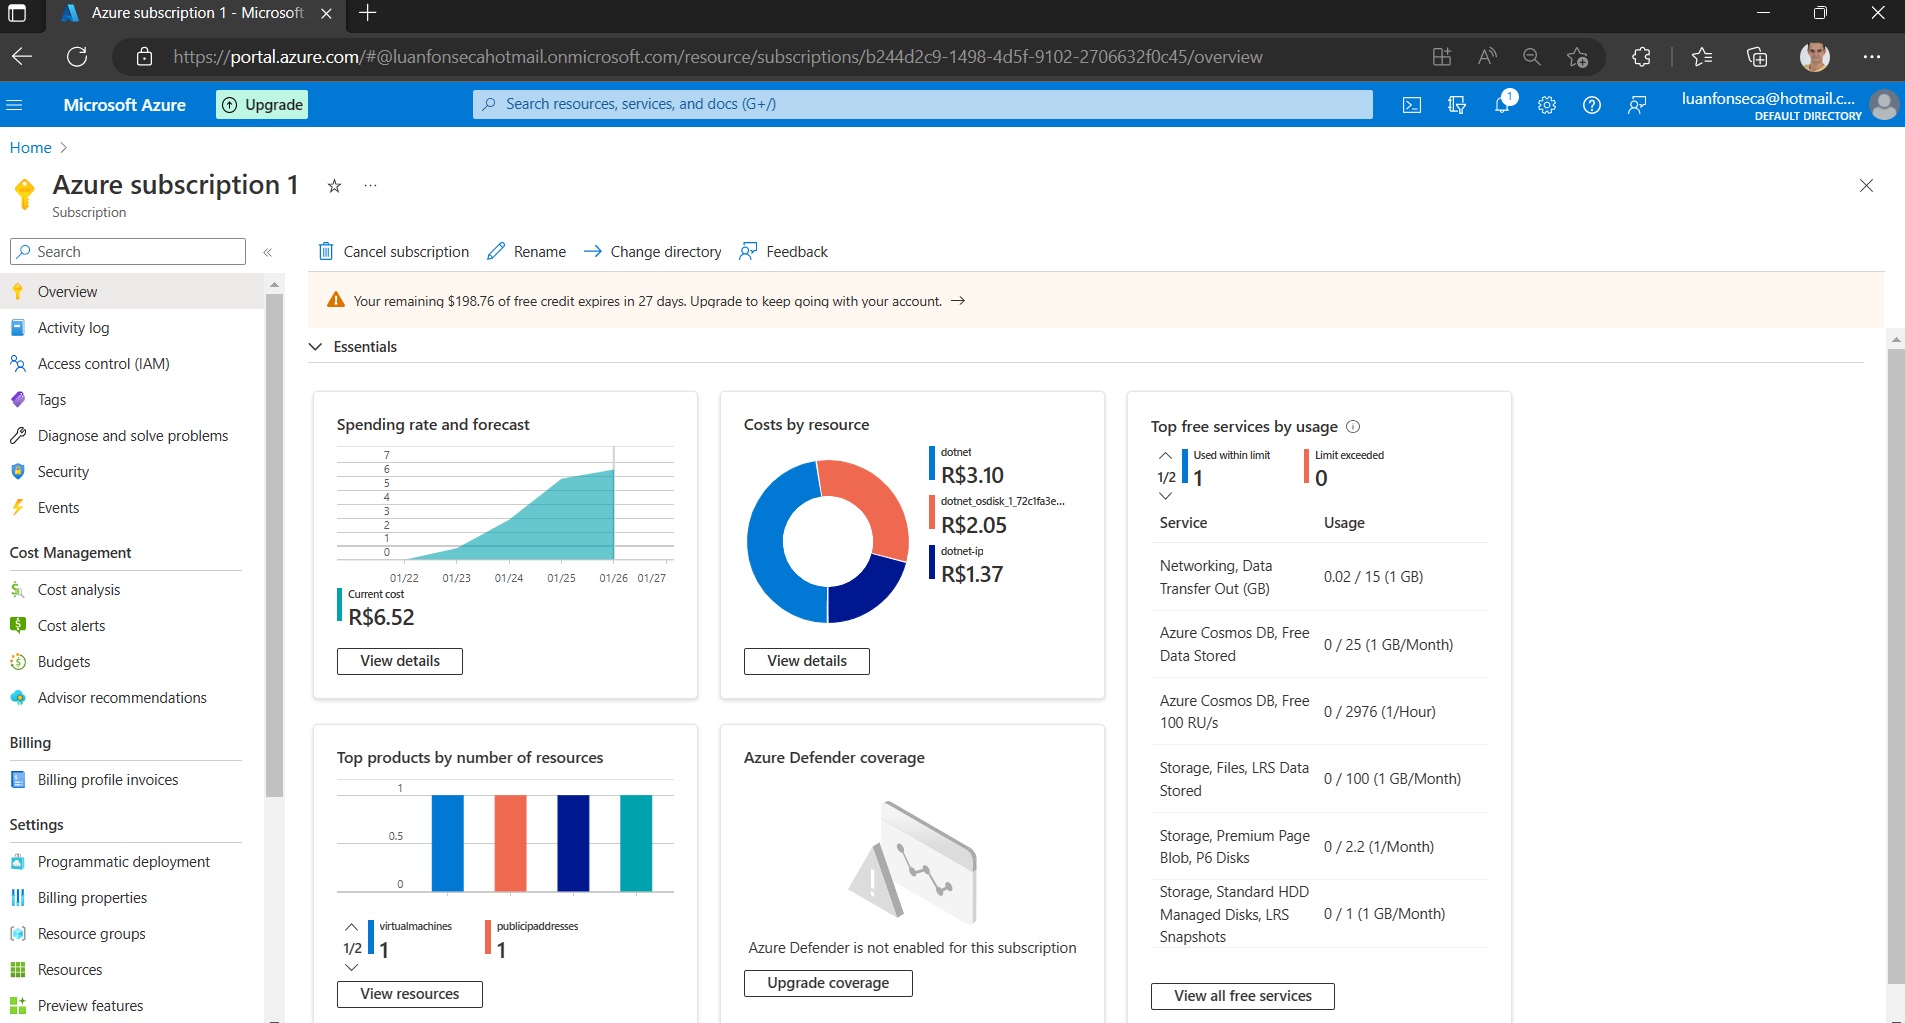 Azure subscription 1 - Microsoft
https://portal.azure.com/#@luanfonsecahotmail.onmicrosoft.com/resource/subscriptions/b244d2c9-1498-4d5f-9102-2706632f0c45/overview
Microsoft Azure
Upgrade
Search resources, services, and docs (G+/)
1
luanfonseca@hotmail.c...
DEFAULT DIRECTORY
Home
Azure subscription 1
Subscription
Search
Overview
Activity log
Access control (IAM)
Tags
Diagnose and solve problems
Security
Events
Cost Management
Cost analysis
Cost alerts
Budgets
Advisor recommendations
Billing
Billing profile invoices
Settings
Programmatic deployment
Billing properties
Resource groups
Resources
Preview features
Cancel subscription
Rename
Change directory
Feedback
Your remaining $198.76 of free credit expires in 27 days. Upgrade to keep going with your account.
Essentials
Spending rate and forecast
7
6
5
4
3
2
1
0
01/22 01/23 01/24 01/25 01/26 01/27
Current cost
R$6.52
View details
Costs by resource
dotnet
R$3.10
dotnet_osdisk_1_72c1fa3e...
R$2.05
dotnet-ip
R$1.37
View details
Top free services by usage
1/2
Used within limit
1
Limit exceeded
0
Service Usage
Networking, Data
Transfer Out (GB)
0.02 / 15 (1 GB)
Azure Cosmos DB, Free
Data Stored
0 / 25 (1 GB/Month)
Azure Cosmos DB, Free
100 RU/s
0 / 2976 (1/Hour)
Storage, Files, LRS Data
Stored
0 / 100 (1 GB/Month)
Storage, Premium Page
Blob, P6 Disks
0 / 2.2 (1/Month)
Storage, Standard HDD
Managed Disks, LRS
Snapshots
0 / 1 (1 GB/Month)
View all free services
Top products by number of resources
1
0.5
0
1/2
virtualmachines
1
publicipaddresses
1
View resources
Azure Defender coverage
Azure Defender is not enabled for this subscription
Upgrade coverage